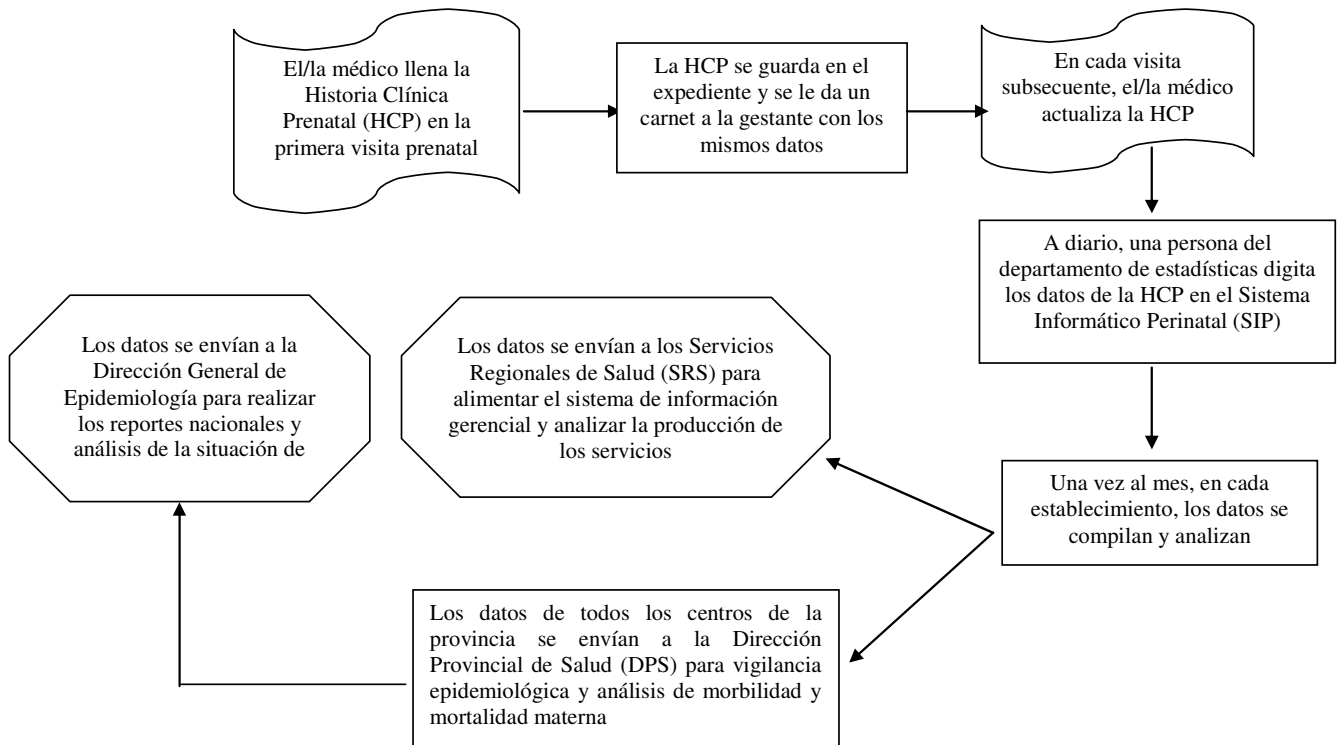 El/la médico llena la
Historia Clínica
Prenatal (HCP) en la
primera visita prenatal
La HCP se guarda en el
expediente y se le da un
carnet a la gestante con los
mismos datos
En cada visita
subsecuente, el/la médico
actualiza la HCP
A diario, una persona del
departamento de estadísticas digita
los datos de la HCP en el Sistema
Informático Perinatal (SIP)
Una vez al mes, en cada
establecimiento, los datos se
compilan y analizan
Los datos se envían a los Servicios
Regionales de Salud (SRS) para
alimentar el sistema de información
gerencial y analizar la producción de
los servicios
Los datos de todos los centros de la
provincia se envían a la Dirección
Provincial de Salud (DPS) para vigilancia
epidemiológica y análisis de morbilidad y
mortalidad materna
Los datos se envían a la
Dirección General de
Epidemiología para realizar
los reportes nacionales y
análisis de la situación de